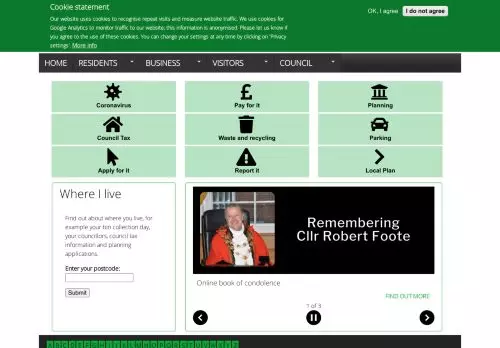 Cookie statement
Our website uses cookies to recognise repeat visits and measure website traffic. We use cookies for
Google Analytics to monitor traffic to our website, this information is anonymised. Please let us know if
you agree to the use of these cookies. You can change your settings at any time by clicking on 'Privacy
settings'. More info
OK, I agree
I do not agree
HOME
RESIDENTS
BUSINESS
VISITORS
COUNCIL
Coronavirus
Pay for it
Planning
Council Tax
Waste and recycling
Parking
Apply for it
Report it
Local Plan
Where I live
Find out about where you live, for
example your bin collection day,
your councillors, council tax
information and planning
applications.
Enter your postcode:
Submit
Remembering
Cllr Robert Foote
Online book of condolence
FIND OUT MORE
1 of 3
A B C D E F G H I J K L M N O P Q R S T U V W X Y Z